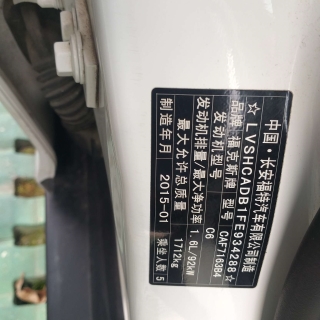 中国·长安福特汽车有限公司制造
☆LVSHCADB1FE934288☆
品牌 福克斯牌 型号 CAF7163B4
发动机型号 C6
发动机排量/最大净功率 1.6L/92kW
最大允许总质量 1712kg
制造年月 2015-01 乘坐人数 5